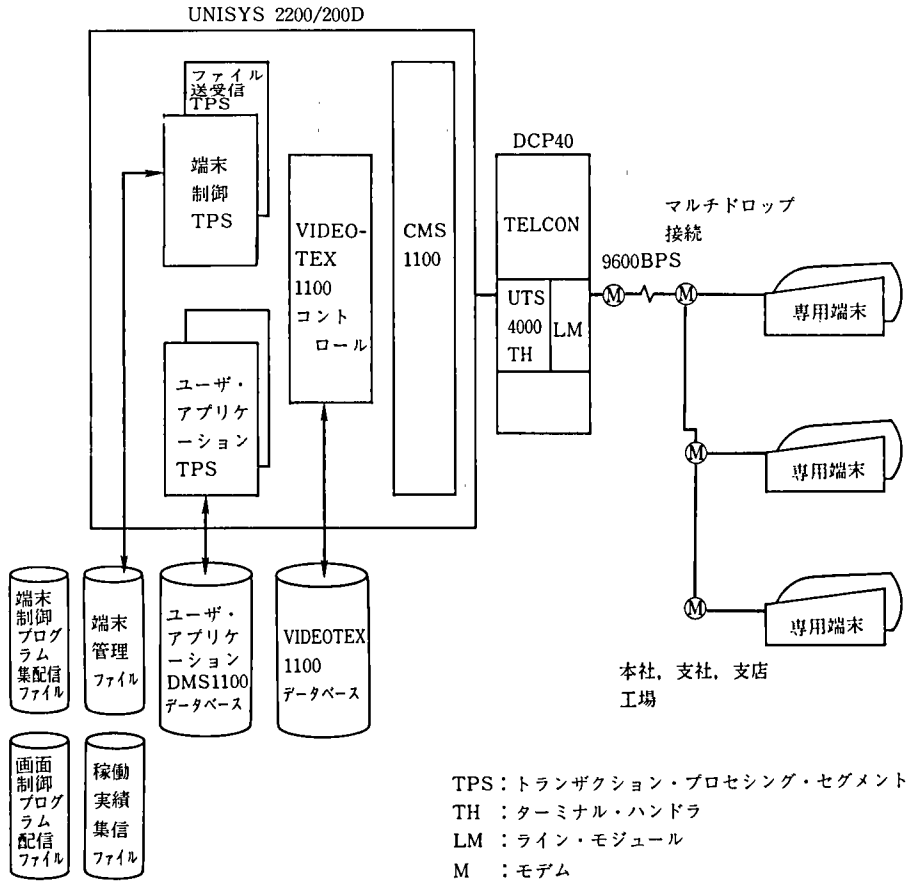 UNISYS 2200/200D
ファイル
送受信
TPS
端末
制御
TPS
VIDEO-
TEX
1100
コント
ロール
CMS
1100
ユーザ・
アプリケ
ーション
TPS
DCP40
TELCON
UTS
4000
TH
LM
マルチドロップ
接続
9600BPS
M
M
専用端末
M
専用端末
M
専用端末
本社,支社,支店
工場
端末
制御
プログ
ラム
集配信
ファイル
端末
管理
ファイル
ユーザ・
アプリケ
ーション
DMS1100
データベース
VIDEOTEX
1100
データベース
画面
制御
プログ
ラム
配信
ファイル
稼働
実績
集信
ファイル
TPS:トランザクション・プロセシング・セグメント
TH :ターミナル・ハンドラ
LM :ライン・モジュール
M :モデム